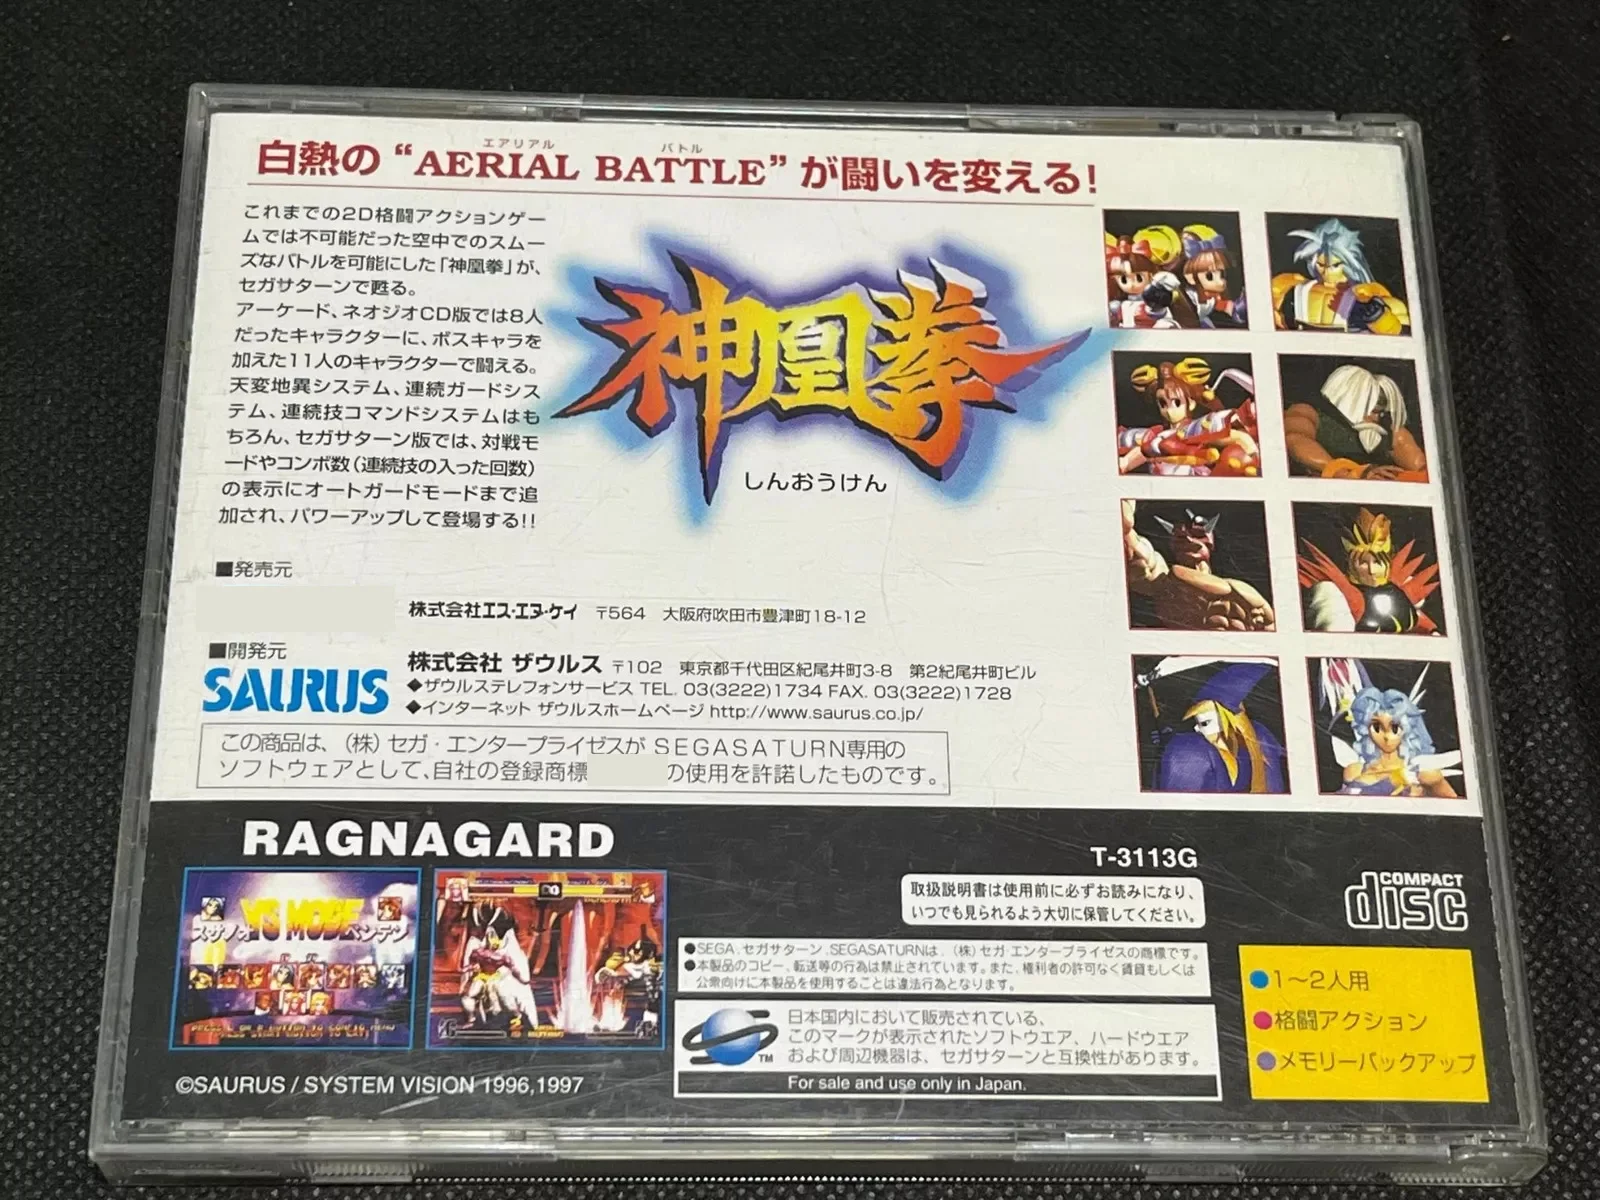 白熱の“AERIAL BATTLE”が闘いを変える!
エアリアル バトル
これまでの2D格闘アクションゲー
ムでは不可能だった空中でのスムー
ズなバトルを可能にした「神凰拳」が、
セガサターンで甦る。
アーケード、ネオジオCD版では8人
だったキャラクターに、ボスキャラを
加えた11人のキャラクターで闘える。
天変地異システム、連続ガードシス
テム、連続技コマンドシステムはも
ちろん、セガサターン版では、対戦モ
ードやコンボ数(連続技の入った回数)
の表示にオートガードモードまで追
加され、パワーアップして登場する!!
神凰拳
しんおうけん
■発売元
株式会社エス・エヌ・ケイ 〒564 大阪府吹田市豊津町18-12
■開発元
SAURUS
株式会社 ザウルス 〒102 東京都千代田区紀尾井町3-8 第2紀尾井町ビル
◆ザウルステレフォンサービス TEL. 03(3222)1734 FAX. 03(3222)1728
◆インターネット ザウルスホームページ http://www.saurus.co.jp/
この商品は、(株)セガ・エンタープライゼスがSEGASATURN専用の
ソフトウェアとして、自社の登録商標の使用を許諾したものです。
RAGNAGARD
T-3113G
取扱説明書は使用前に必ずお読みになり、
いつでも見られるよう大切に保管してください。
COMPACT
disc
VS MODE
スサノオ
ベンテン
●SEGA、セガサターン、SEGASATURNは、(株)セガ・エンタープライゼスの商標です。
●本製品のコピー、転送等の行為は禁止されています。また、権利者の許可なく賃貸もしくは
公衆向けに本製品を使用することは違法行為となります。
日本国内において販売されている、
このマークが表示されたソフトウエア、ハードウエア
および周辺機器は、セガサターンと互換性があります。
TM
For sale and use only in Japan.
●1〜2人用
●格闘アクション
●メモリーバックアップ
©SAURUS / SYSTEM VISION 1996,1997